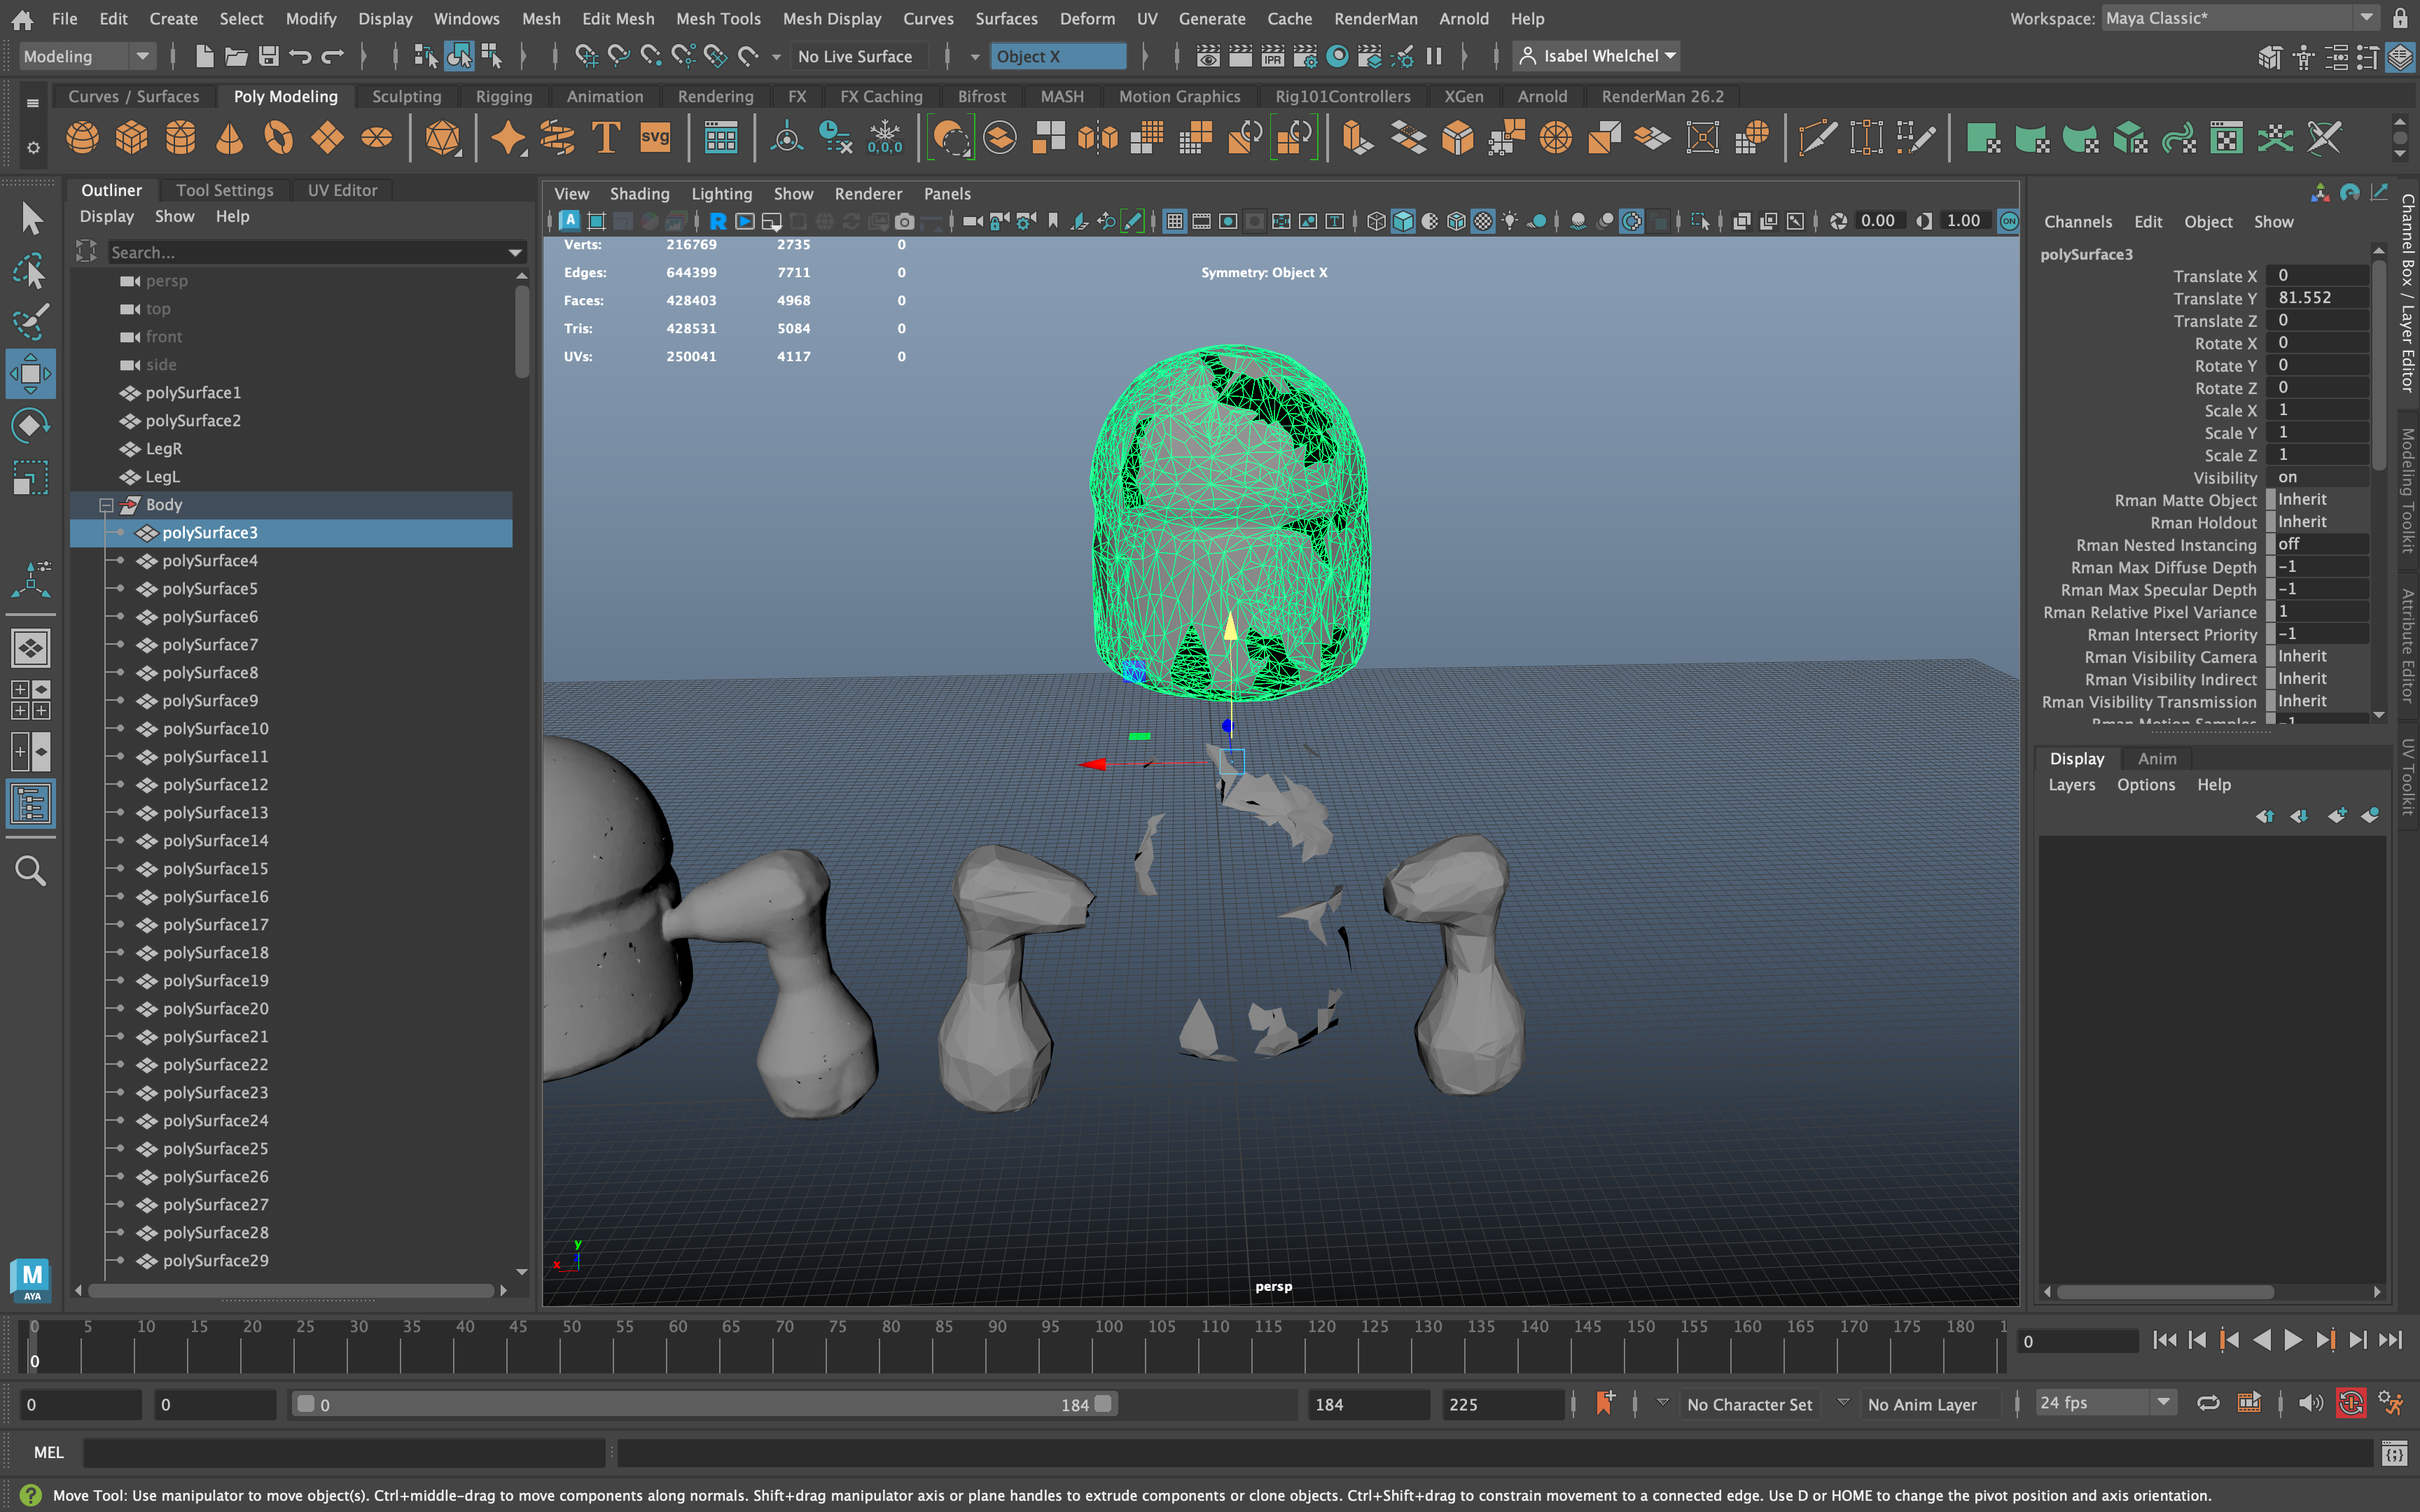 File Edit Create Select Modify Display Windows Mesh Edit Mesh Mesh Tools Mesh Display Curves Surfaces Deform UV Generate Cache RenderMan Arnold Help Workspace: Maya Classic*
Modeling No Live Surface Object X IPR Isabel Whelchel
Curves / Surfaces Poly Modeling Sculpting Rigging Animation Rendering FX FX Caching Bifrost MASH Motion Graphics Rig101Controllers XGen Arnold RenderMan 26.2
T SVG 0,0,0
Outliner Tool Settings UV Editor
Display Show Help
Search...
persp
top
front
side
polySurface1
polySurface2
LegR
LegL
Body
polySurface3
polySurface4
polySurface5
polySurface6
polySurface7
polySurface8
polySurface9
polySurface10
polySurface11
polySurface12
polySurface13
polySurface14
polySurface15
polySurface16
polySurface17
polySurface18
polySurface19
polySurface20
polySurface21
polySurface22
polySurface23
polySurface24
polySurface25
polySurface26
polySurface27
polySurface28
polySurface29
M
AYA
View Shading Lighting Show Renderer Panels
A R T 0.00 1.00 ON
Verts: 216769 2735 0
Edges: 644399 7711 0
Faces: 428403 4968 0
Tris: 428531 5084 0
UVs: 250041 4117 0
Symmetry: Object X
y
x
persp
Channels Edit Object Show
polySurface3
Translate X 0
Translate Y 81.552
Translate Z 0
Rotate X 0
Rotate Y 0
Rotate Z 0
Scale X 1
Scale Y 1
Scale Z 1
Visibility on
Rman Matte Object Inherit
Rman Holdout Inherit
Rman Nested Instancing off
Rman Max Diffuse Depth -1
Rman Max Specular Depth -1
Rman Relative Pixel Variance 1
Rman Intersect Priority -1
Rman Visibility Camera Inherit
Rman Visibility Indirect Inherit
Rman Visibility Transmission Inherit
Rman Motion Samples -1
Display Anim
Layers Options Help
Channel Box / Layer Editor
Modeling Toolkit
Attribute Editor
UV Toolkit
0 5 10 15 20 25 30 35 40 45 50 55 60 65 70 75 80 85 90 95 100 105 110 115 120 125 130 135 140 145 150 155 160 165 170 175 180 1
0
0
0 0 0 184 184 225 No Character Set No Anim Layer 24 fps
MEL
Move Tool: Use manipulator to move object(s). Ctrl+middle-drag to move components along normals. Shift+drag manipulator axis or plane handles to extrude components or clone objects. Ctrl+Shift+drag to constrain movement to a connected edge. Use D or HOME to change the pivot position and axis orientation.